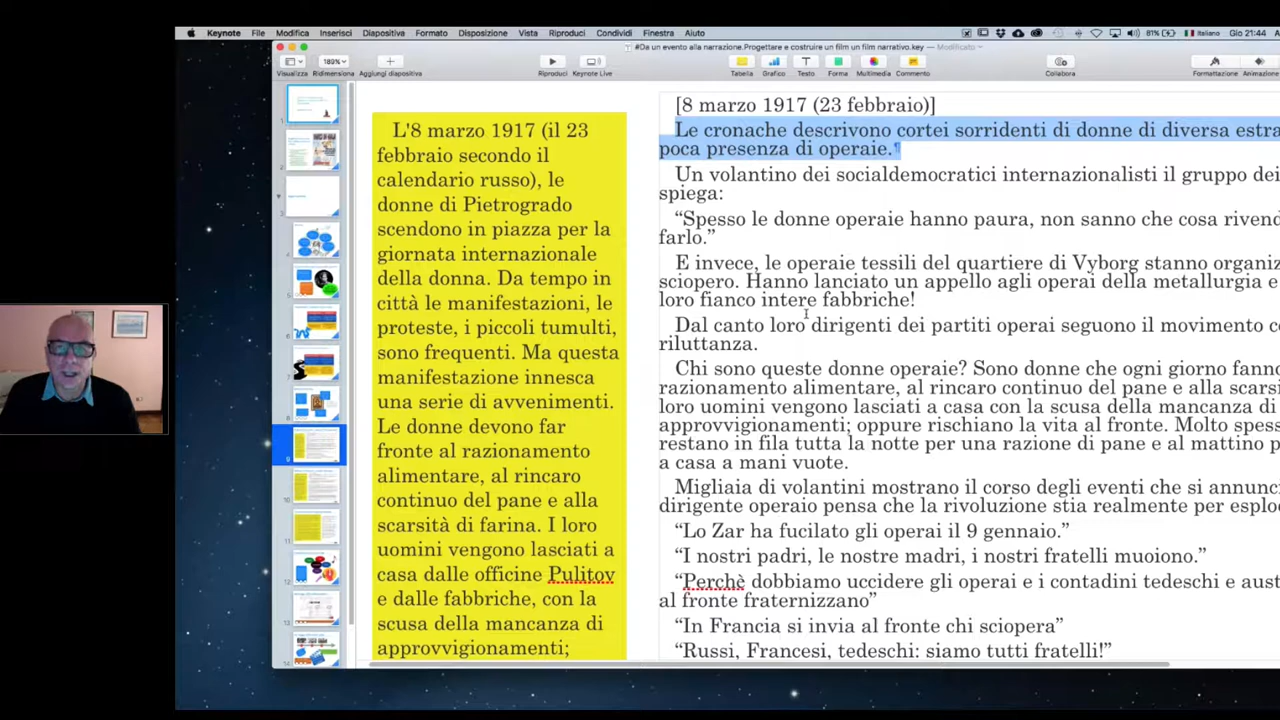 Keynote File Modifica Inserisci Diapositiva Formato Disposizione Vista Riproduci Condividi Finestra Aiuto 81% Italiano Gio 21:44
#Da un evento alla narrazione.Progettare e costruire un film un film narrativo.key — Modificato
189%
Visualizza Ridimensiona Aggiungi diapositiva Riproduci Keynote Live Tabella Grafico Testo Forma Multimedia Commento Collabora Formattazione Animazione
L'8 marzo 1917 (il 23
febbraio secondo il
calendario russo), le
donne di Pietrogrado
scendono in piazza per la
giornata internazionale
della donna. Da tempo in
città le manifestazioni, le
proteste, i piccoli tumulti,
sono frequenti. Ma questa
manifestazione innesca
una serie di avvenimenti.
Le donne devono far
fronte al razionamento
alimentare, al rincaro
continuo del pane e alla
scarsità di farina. I loro
uomini vengono lasciati a
casa dalle officine Pulitov
e dalle fabbriche, con la
scusa della mancanza di
approvvigionamenti;
[8 marzo 1917 (23 febbraio)]
Le cronache descrivono cortei sorridenti di donne di diversa estra
poca presenza di operaie.¶
Un volantino dei socialdemocratici internazionalisti il gruppo dei
spiega:
“Spesso le donne operaie hanno paura, non sanno che cosa rivend
farlo.”
E invece, le operaie tessili del quartiere di Vyborg stanno organiz
sciopero. Hanno lanciato un appello agli operai della metallurgia e
loro fianco intere fabbriche!
Dal canto loro dirigenti dei partiti operai seguono il movimento co
riluttanza.
Chi sono queste donne operaie? Sono donne che ogni giorno fanno
razionamento alimentare, al rincaro continuo del pane e alla scarsi
loro uomini vengono lasciati a casa con la scusa della mancanza di
approvvigionamenti; oppure rischiano la vita al fronte. Molto spess
restano in fila tutta la notte per una razione di pane e al mattino p
a casa a mani vuote.
Migliaia di volantini mostrano il corso degli eventi che si annunci
dirigente operaio pensa che la rivoluzione stia realmente per esplo
“Lo Zar ha fucilato gli operai il 9 gennaio.”
“I nostri padri, le nostre madri, i nostri fratelli muoiono.”
“Perchè dobbiamo uccidere gli operai e i contadini tedeschi e aust
al fronte fraternizzano”
“In Francia si invia al fronte chi sciopera”
“Russi, Francesi, tedeschi: siamo tutti fratelli!”